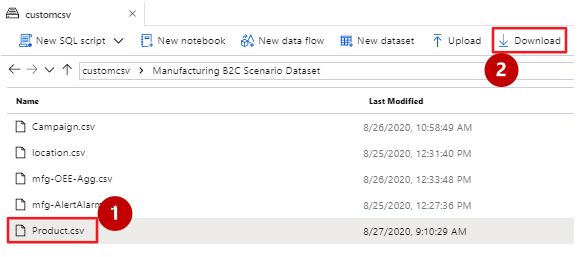 customcsv
New SQL script New notebook New data flow New dataset Upload Download
2
customcsv Manufacturing B2C Scenario Dataset
Name Last Modified
Campaign.csv 8/26/2020, 10:58:49 AM
location.csv 8/25/2020, 12:31:40 PM
mfg-OEE-Agg.csv 8/26/2020, 12:33:48 PM
mfg-AlertAlarm 8/25/2020, 12:27:36 PM
1
Product.csv 8/27/2020, 9:10:29 AM